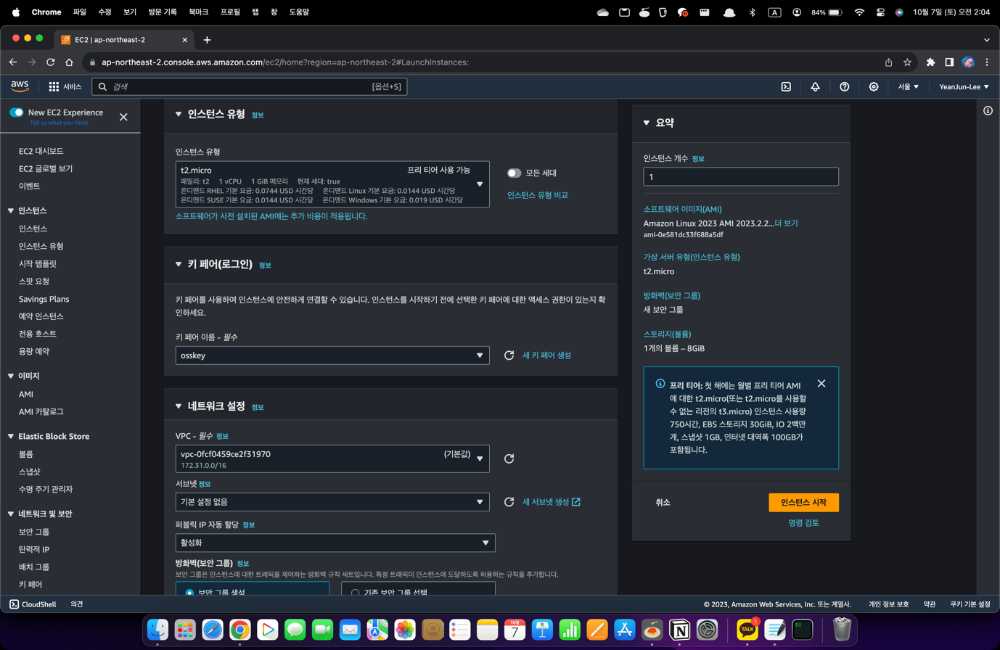 Chrome 파일 수정 보기 방문 기록 북마크 프로필 탭 창 도움말
A 84% 10월 7일 (토) 오전 2:04
EC2 | ap-northeast-2
ap-northeast-2.console.aws.amazon.com/ec2/home?region=ap-northeast-2#LaunchInstances:
aws 서비스 검색 [옵션+S] 서울 YeanJun-Lee
New EC2 Experience
Tell us what you think
EC2 대시보드
EC2 글로벌 보기
이벤트
인스턴스
인스턴스
인스턴스 유형
시작 템플릿
스팟 요청
Savings Plans
예약 인스턴스
전용 호스트
용량 예약
이미지
AMI
AMI 카탈로그
Elastic Block Store
볼륨
스냅샷
수명 주기 관리자
네트워크 및 보안
보안 그룹
탄력적 IP
배치 그룹
키 페어
인스턴스 유형 정보
인스턴스 유형
t2.micro 프리 티어 사용 가능
패밀리: t2 1 vCPU 1 GiB 메모리 현재 세대: true
온디맨드 RHEL 기본 요금: 0.0744 USD 시간당 온디맨드 Linux 기본 요금: 0.0144 USD 시간당
온디맨드 SUSE 기본 요금: 0.0144 USD 시간당 온디맨드 Windows 기본 요금: 0.019 USD 시간당
모든 세대
인스턴스 유형 비교
소프트웨어가 사전 설치된 AMI에는 추가 비용이 적용됩니다.
키 페어(로그인) 정보
키 페어를 사용하여 인스턴스에 안전하게 연결할 수 있습니다. 인스턴스를 시작하기 전에 선택한 키 페어에 대한 액세스 권한이 있는지 확
인하세요.
키 페어 이름 - 필수
osskey
새 키 페어 생성
네트워크 설정 정보
VPC - 필수 정보
vpc-0fcf0459ce2f31970 (기본값)
172.31.0.0/16
서브넷 정보
기본 설정 없음
새 서브넷 생성
퍼블릭 IP 자동 할당 정보
활성화
방화벽(보안 그룹) 정보
보안 그룹은 인스턴스에 대한 트래픽을 제어하는 방화벽 규칙 세트입니다. 특정 트래픽이 인스턴스에 도달하도록 허용하는 규칙을 추가합니다.
보안 그룹 생성 기존 보안 그룹 선택
요약
인스턴스 개수 정보
1
소프트웨어 이미지(AMI)
Amazon Linux 2023 AMI 2023.2.2...더 보기
ami-0e581dc33f688a5df
가상 서버 유형(인스턴스 유형)
t2.micro
방화벽(보안 그룹)
새 보안 그룹
스토리지(볼륨)
1개의 볼륨 – 8GiB
프리 티어: 첫 해에는 월별 프리 티어 AMI
에 대한 t2.micro(또는 t2.micro를 사용할
수 없는 리전의 t3.micro) 인스턴스 사용량
750시간, EBS 스토리지 30GiB, IO 2백만
개, 스냅샷 1GB, 인터넷 대역폭 100GB가
포함됩니다.
취소
인스턴스 시작
명령 검토
CloudShell 의견 © 2023, Amazon Web Services, Inc. 또는 계열사. 개인 정보 보호 약관 쿠키 기본 설정
10월
7
TALK
1